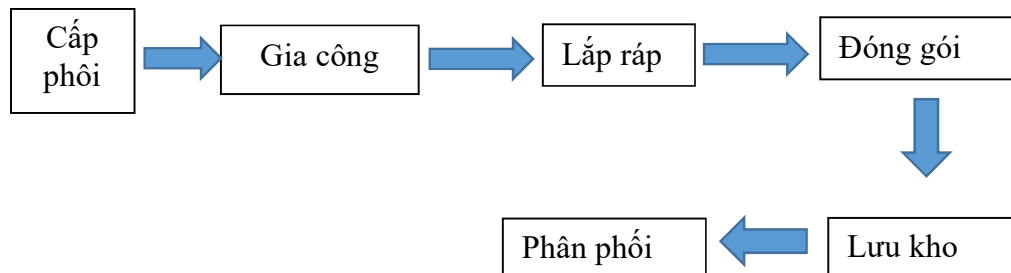 Cấp
phôi
Gia công
Lắp ráp
Đóng gói
Lưu kho
Phân phối